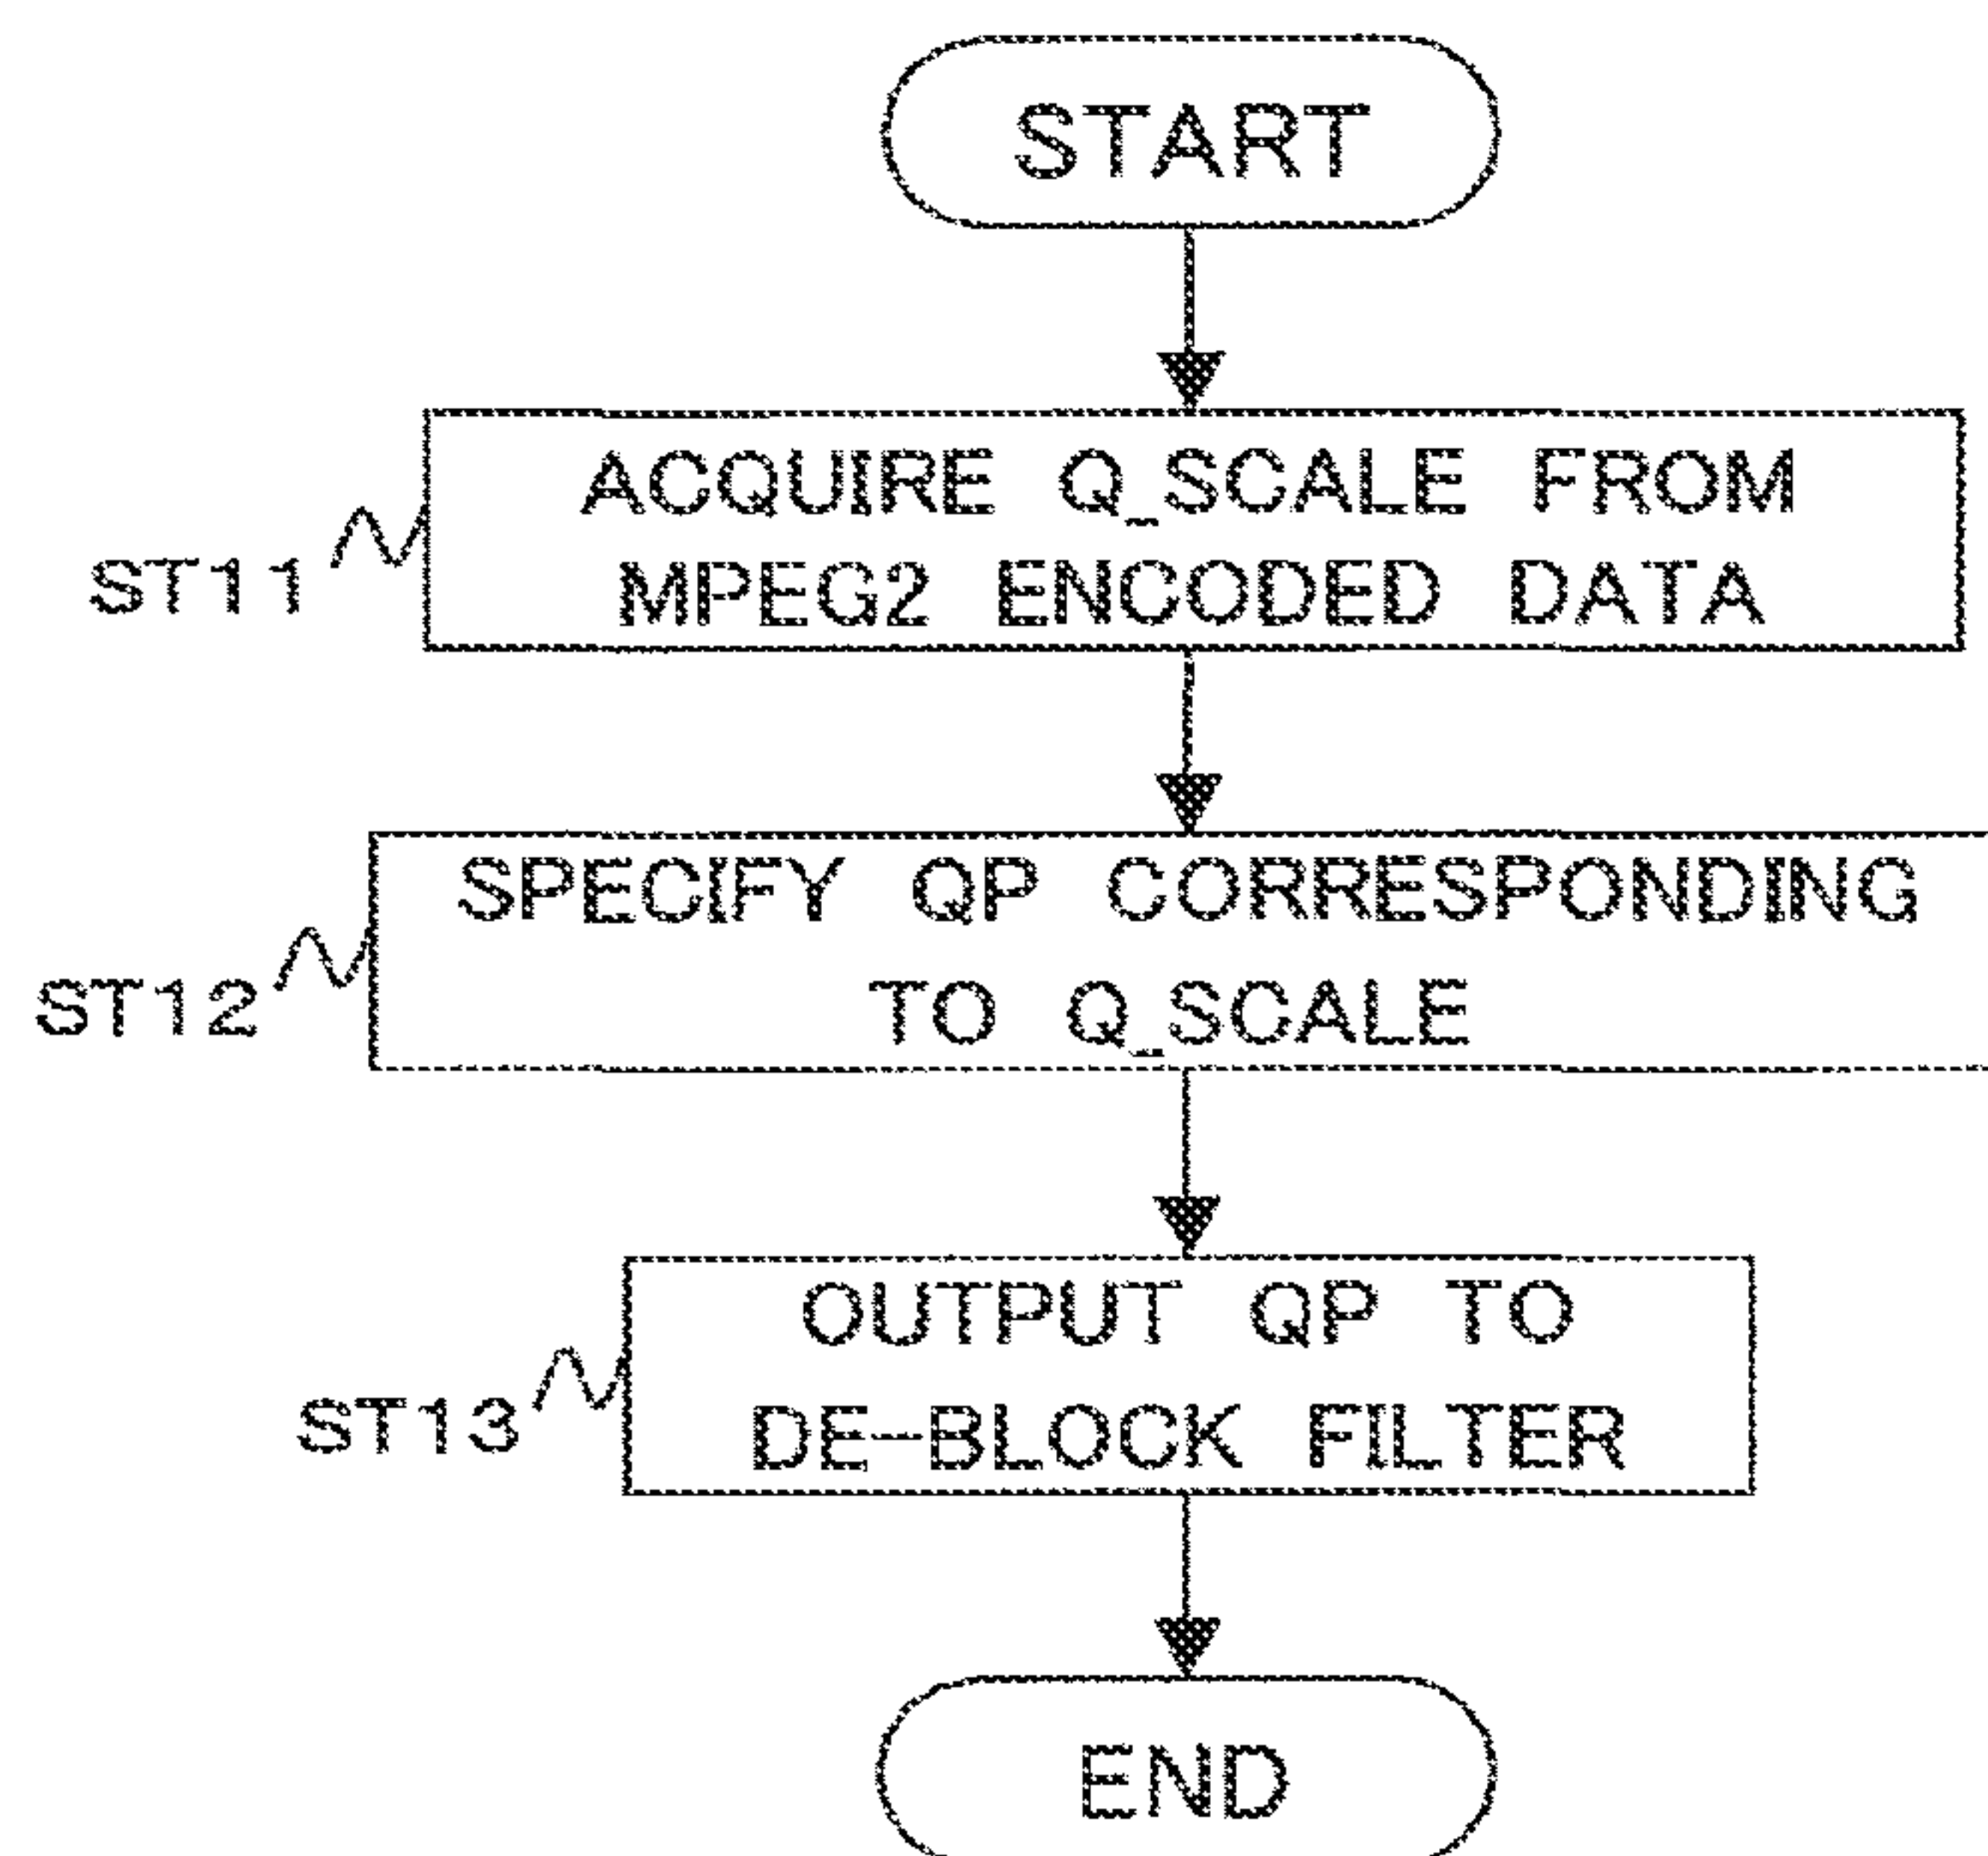 START
ACQUIRE Q_SCALE FROM
MPEG2 ENCODED DATA
ST11
SPECIFY QP CORRESPONDING
TO Q_SCALE
ST12
OUTPUT QP TO
DE-BLOCK FILTER
ST13
END